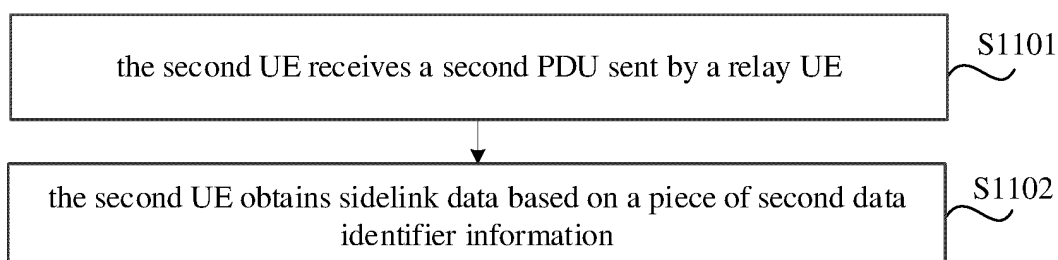 the second UE receives a second PDU sent by a relay UE
S1101
the second UE obtains sidelink data based on a piece of second data
identifier information
S1102